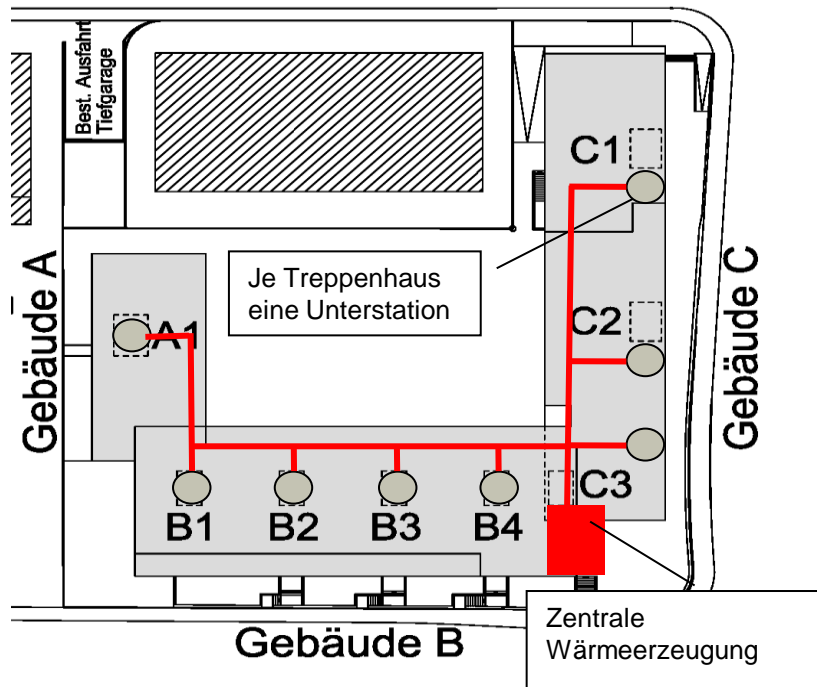 Best. Ausfahrt
Tiefgarage
C1
Je Treppenhaus
eine Unterstation
Gebäude A
A1
C2
Gebäude C
C3
B1 B2 B3 B4
Zentrale
Wärmeerzeugung
Gebäude B